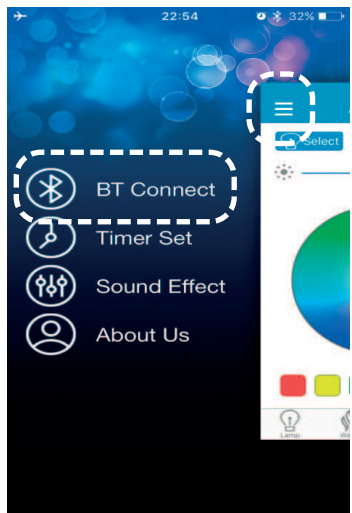 22:54
32%
Select
BT Connect
Timer Set
Sound Effect
About Us
Lamp